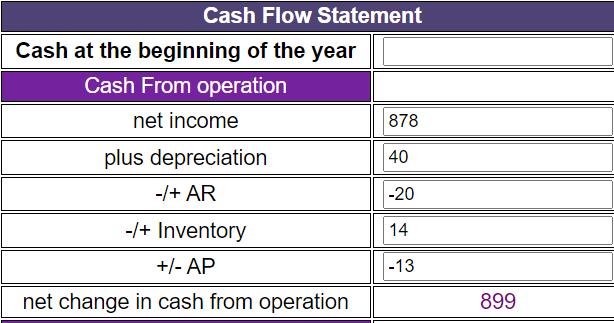 Cash Flow Statement
Cash at the beginning of the year
Cash From operation
net income 878
plus depreciation 40
-/+ AR -20
-/+ Inventory 14
+/- AP -13
net change in cash from operation 899